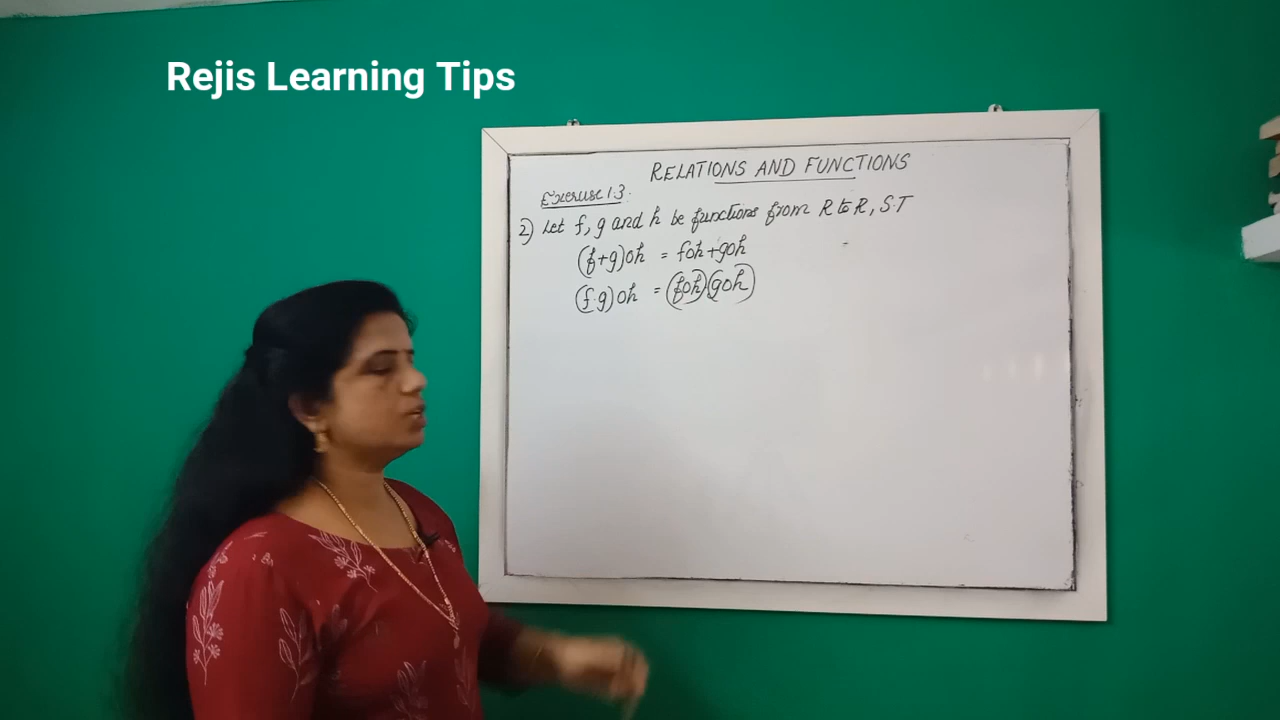 Rejis Learning Tips
RELATIONS AND FUNCTIONS
Exercise 1.3.
2) Let f, g and h be functions from R to R, S.T
(f+g)oh = foh+goh
(f.g)oh = (foh)(goh)